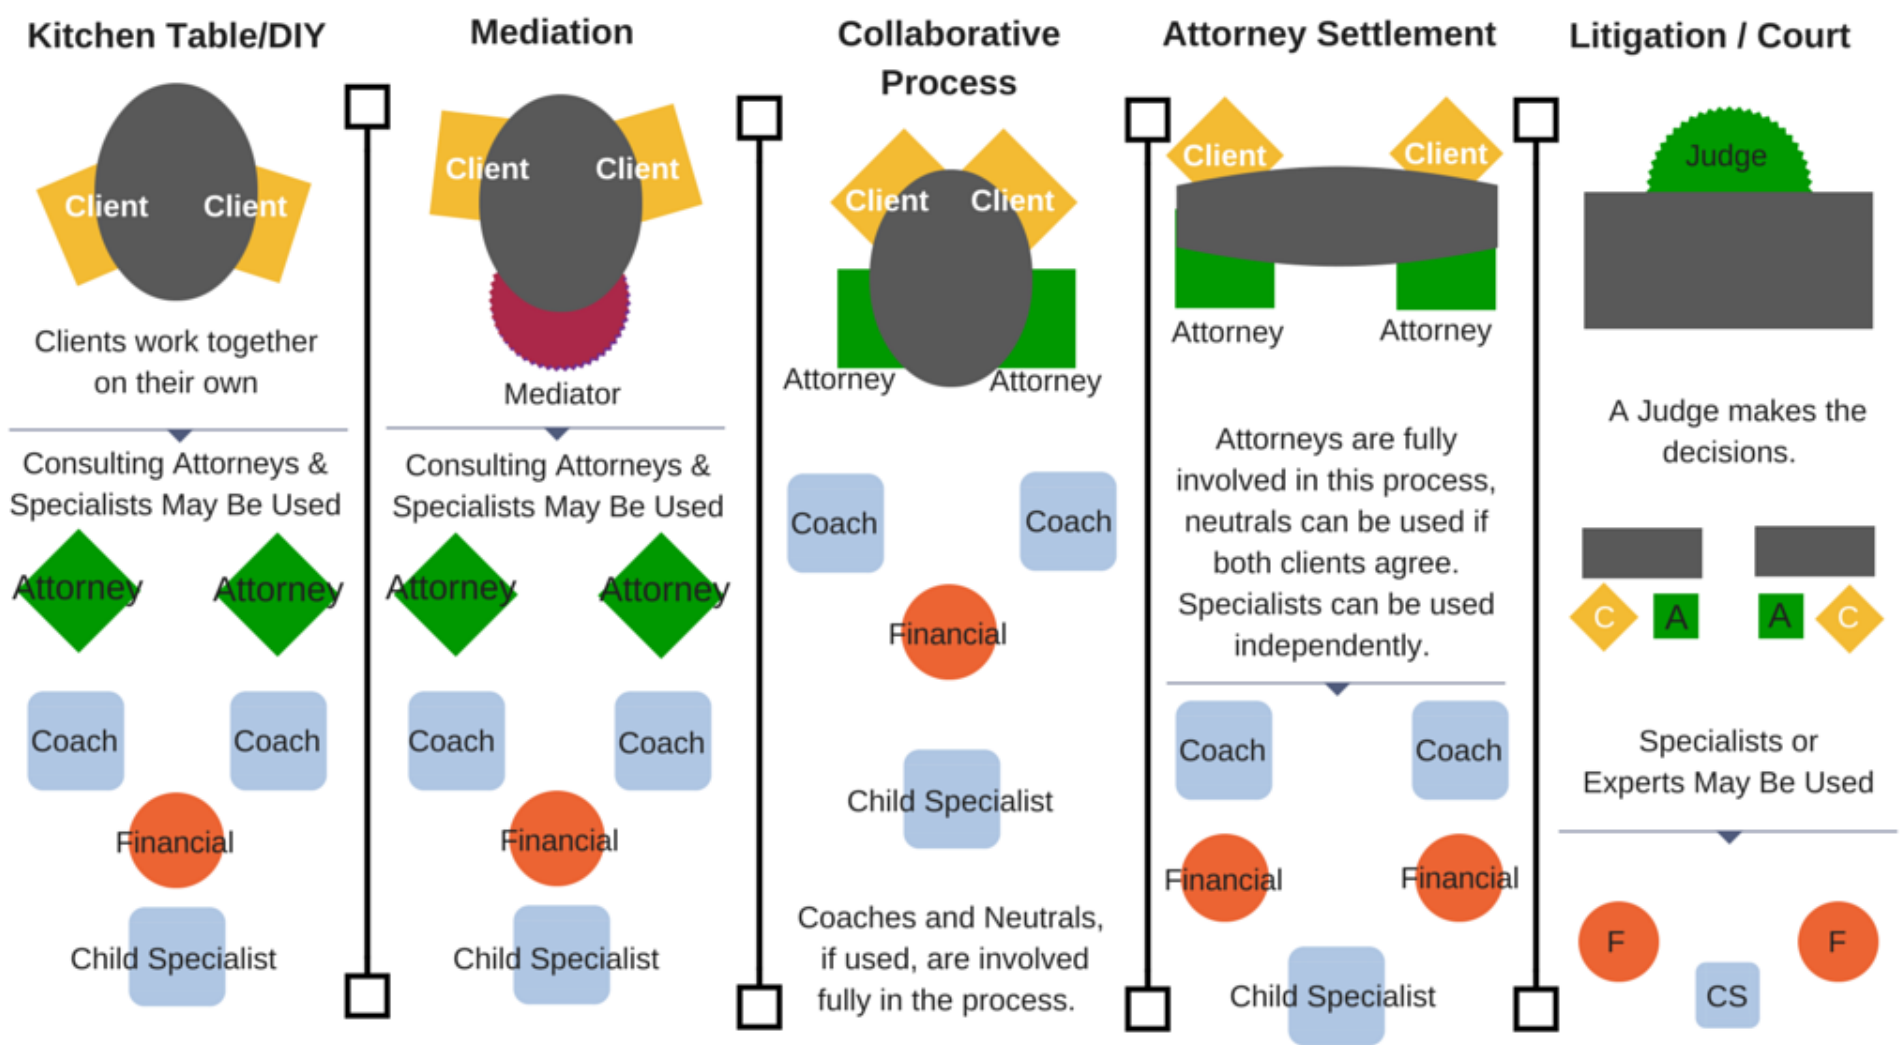 Kitchen Table/DIY
Client Client
Clients work together
on their own
Consulting Attorneys &
Specialists May Be Used
Attorney Attorney
Coach Coach
Financial
Child Specialist
Mediation
Client Client
Mediator
Consulting Attorneys &
Specialists May Be Used
Attorney Attorney
Coach Coach
Financial
Child Specialist
Collaborative
Process
Client Client
Attorney Attorney
Coach Coach
Financial
Child Specialist
Coaches and Neutrals,
if used, are involved
fully in the process.
Attorney Settlement
Client Client
Attorney Attorney
Attorneys are fully
involved in this process,
neutrals can be used if
both clients agree.
Specialists can be used
independently.
Coach Coach
Financial Financial
Child Specialist
Litigation / Court
Judge
A Judge makes the
decisions.
C A A C
Specialists or
Experts May Be Used
F F
CS